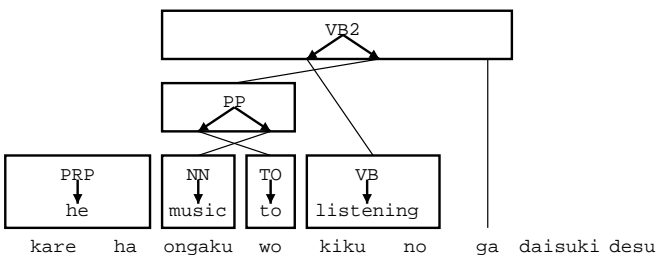 VB2
PP
PRP NN TO VB
he music to listening
kare ha ongaku wo kiku no ga daisuki desu